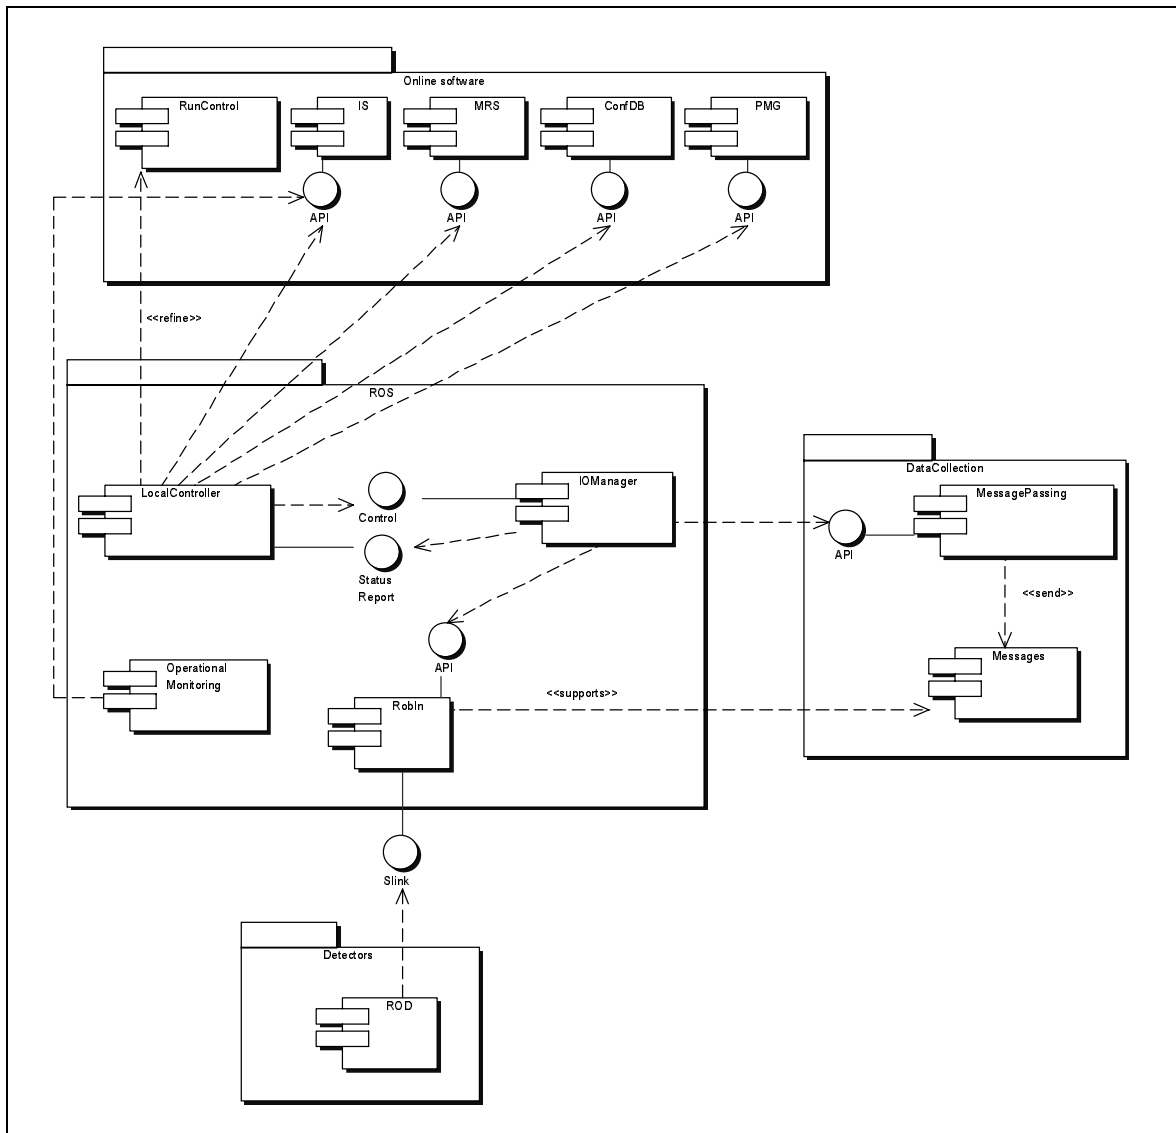 Online software
RunControl
IS
MRS
ConfDB
PMG
API
API
API
API
<<refine>>
ROS
LocalController
Control
Status
Report
IOManager
DataCollection
MessagePassing
API
<<send>>
Messages
Operational
Monitoring
API
RobIn
<<supports>>
Slink
Detectors
ROD